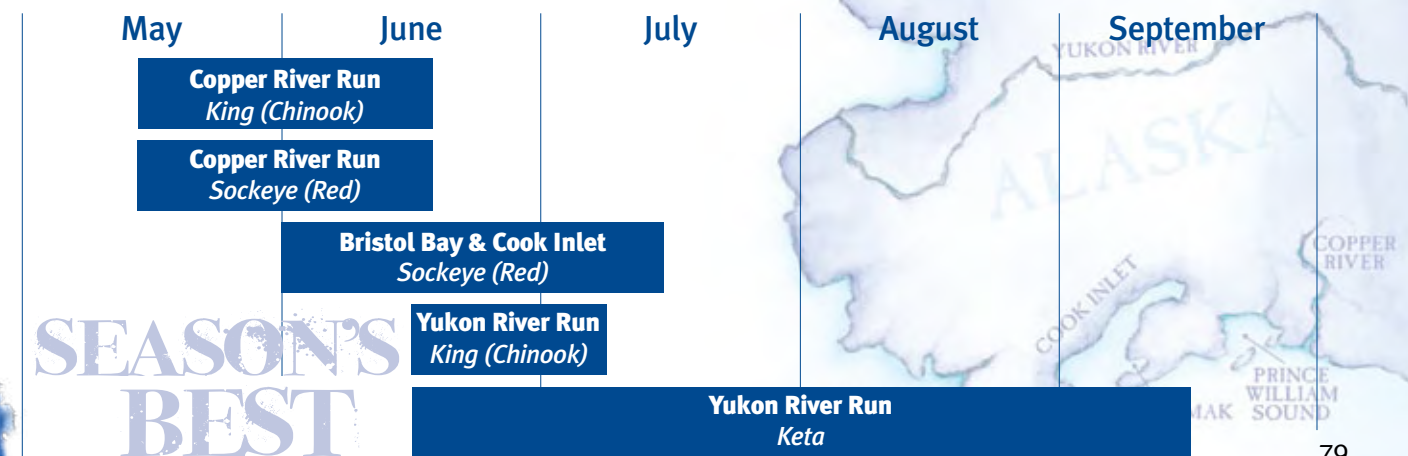 May June July August September
Copper River Run
King (Chinook)
Copper River Run
Sockeye (Red)
Bristol Bay & Cook Inlet
Sockeye (Red)
Yukon River Run
King (Chinook)
Yukon River Run
Keta
SEASON'S
BEST
YUKON RIVER
ALASKA
COPPER
RIVER
COOK INLET
PRINCE
WILLIAM
SOUND
79